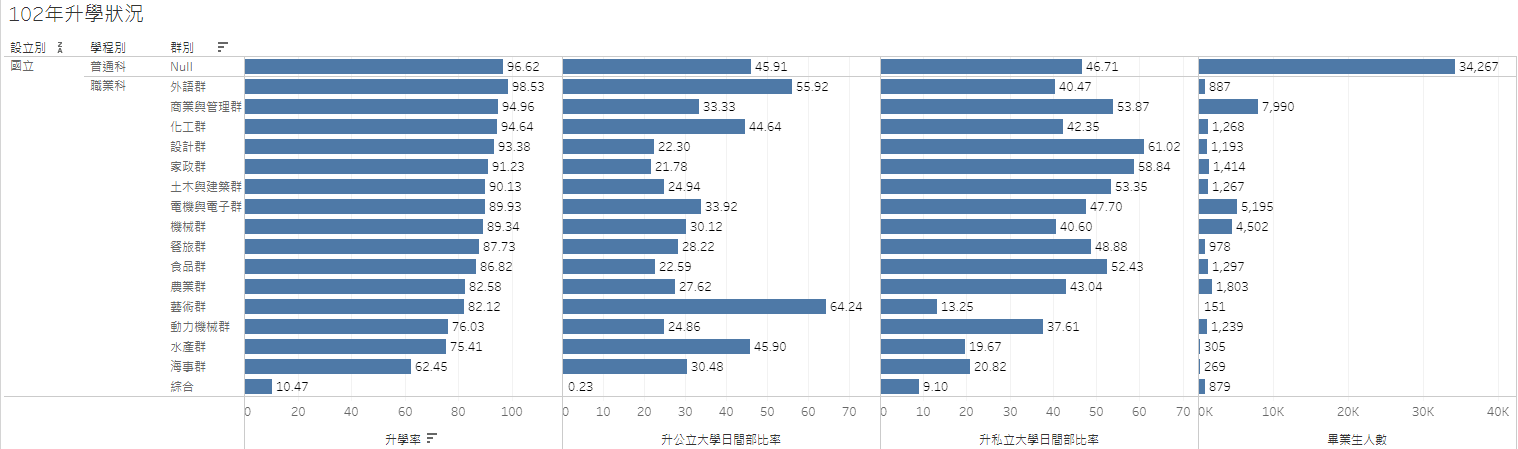 102年升學狀況
設立別 學程別 群別
國立 普通科 Null 96.62 45.91 46.71 34,267
職業科 外語群 98.53 55.92 40.47 887
商業與管理群 94.96 33.33 53.87 7,990
化工群 94.64 44.64 42.35 1,268
設計群 93.38 22.30 61.02 1,193
家政群 91.23 21.78 58.84 1,414
土木與建築群 90.13 24.94 53.35 1,267
電機與電子群 89.93 33.92 47.70 5,195
機械群 89.34 30.12 40.60 4,502
餐旅群 87.73 28.22 48.88 978
食品群 86.82 22.59 52.43 1,297
農業群 82.58 27.62 43.04 1,803
藝術群 82.12 64.24 13.25 151
動力機械群 76.03 24.86 37.61 1,239
水產群 75.41 45.90 19.67 305
海事群 62.45 30.48 20.82 269
綜合 10.47 0.23 9.10 879
0 20 40 60 80 100 0 10 20 30 40 50 60 70 0 10 20 30 40 50 60 70 0K 10K 20K 30K 40K
升學率 升公立大學日間部比率 升私立大學日間部比率 畢業生人數